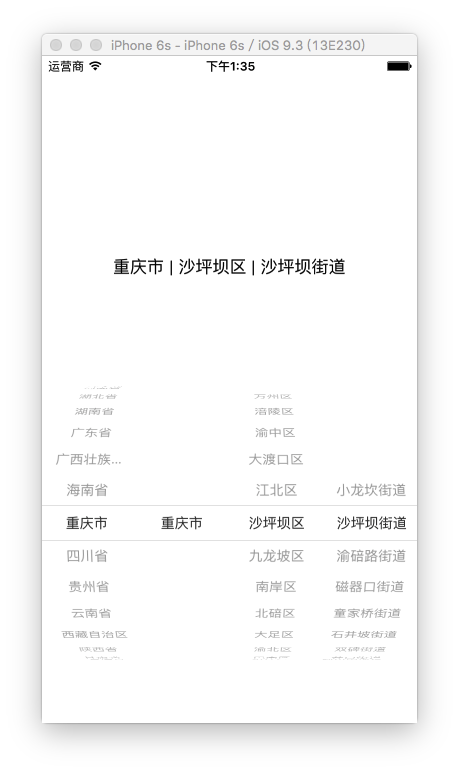 iPhone 6s - iPhone 6s / iOS 9.3 (13E230)
运营商 下午1:35
重庆市 | 沙坪坝区 | 沙坪坝街道
湖北省 万州区
湖南省 涪陵区
广东省 渝中区
广西壮族... 大渡口区
海南省 江北区 小龙坎街道
重庆市 重庆市 沙坪坝区 沙坪坝街道
四川省 九龙坡区 渝碚路街道
贵州省 南岸区 磁器口街道
云南省 北碚区 童家桥街道
西藏自治区 大足区 石井坡街道
陕西省 渝北区 双碑街道